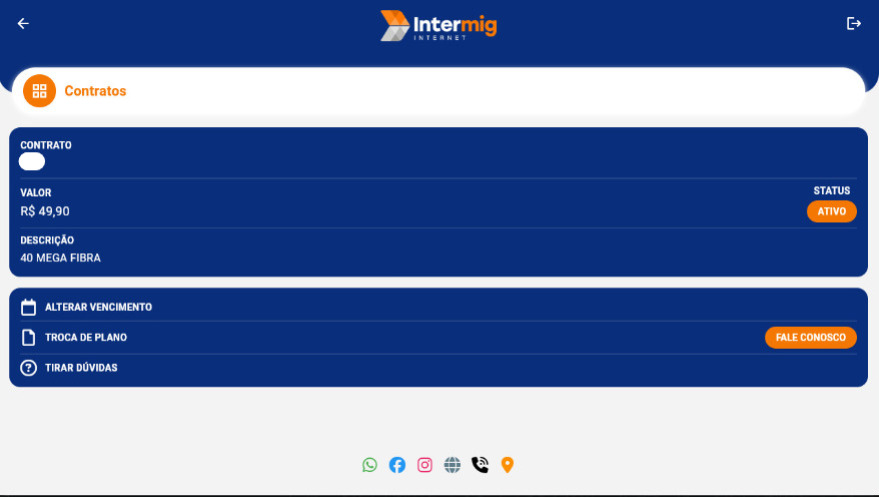 Intermig
INTERNET
Contratos
CONTRATO
VALOR
R$ 49,90
STATUS
ATIVO
DESCRIÇÃO
40 MEGA FIBRA
ALTERAR VENCIMENTO
TROCA DE PLANO
FALE CONOSCO
TIRAR DÚVIDAS